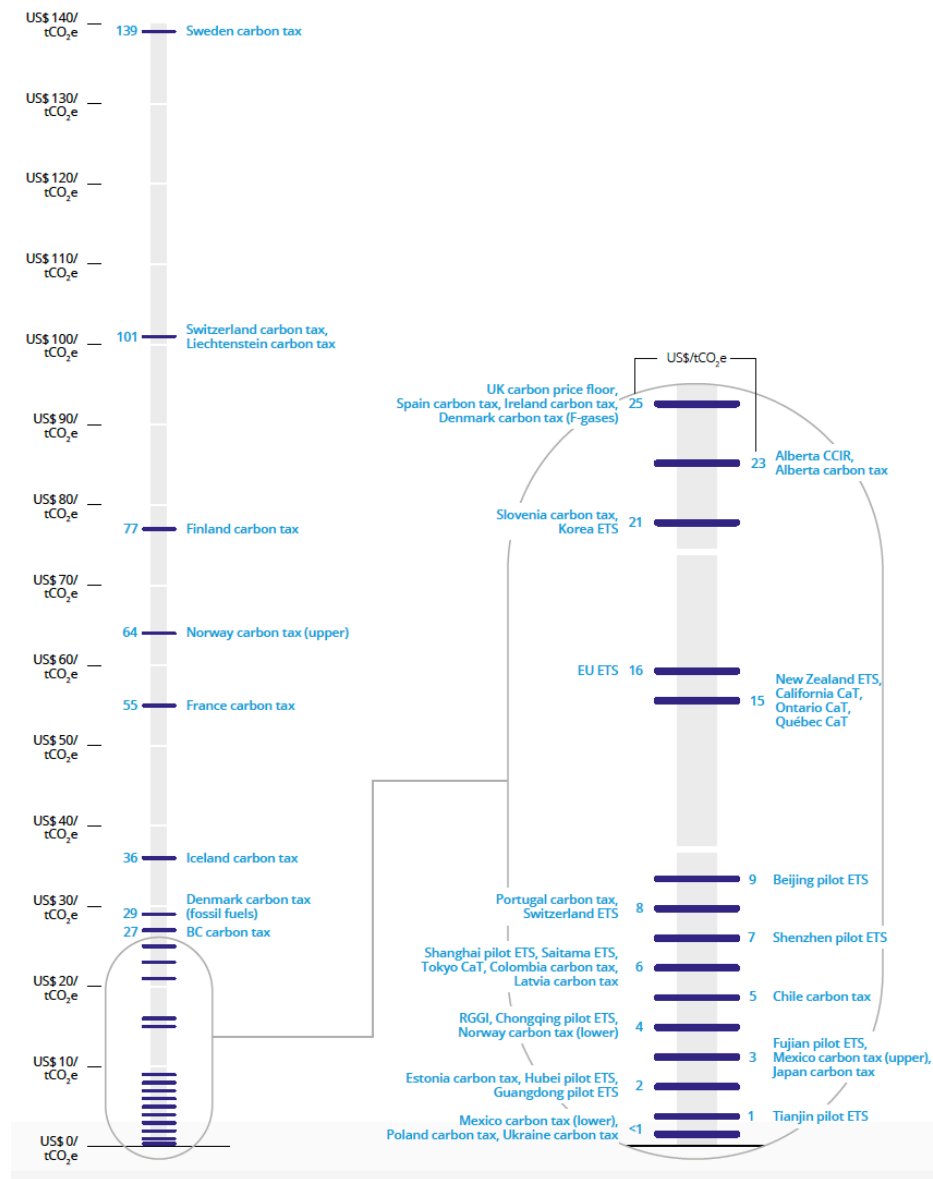 US$ 140/
tCO2e
139
Sweden carbon tax
US$ 130/
tCO2e
US$ 120/
tCO2e
US$ 110/
tCO2e
US$ 100/
tCO2e
101
Switzerland carbon tax,
Liechtenstein carbon tax
US$ 90/
tCO2e
US$ 80/
tCO2e
77
Finland carbon tax
US$ 70/
tCO2e
64
Norway carbon tax (upper)
US$ 60/
tCO2e
55
France carbon tax
US$ 50/
tCO2e
US$ 40/
tCO2e
36
Iceland carbon tax
US$ 30/
tCO2e
29
Denmark carbon tax
(fossil fuels)
27
BC carbon tax
US$ 20/
tCO2e
US$ 10/
tCO2e
US$ 0/
tCO2e
US$/tCO2e
UK carbon price floor,
Spain carbon tax, Ireland carbon tax,
Denmark carbon tax (F-gases)
25
23
Alberta CCIR,
Alberta carbon tax
Slovenia carbon tax,
Korea ETS
21
EU ETS
16
15
New Zealand ETS,
California CaT,
Ontario CaT,
Québec CaT
9
Beijing pilot ETS
Portugal carbon tax,
Switzerland ETS
8
7
Shenzhen pilot ETS
Shanghai pilot ETS, Saitama ETS,
Tokyo CaT, Colombia carbon tax,
Latvia carbon tax
6
5
Chile carbon tax
RGGI, Chongqing pilot ETS,
Norway carbon tax (lower)
4
3
Fujian pilot ETS,
Mexico carbon tax (upper),
Japan carbon tax
Estonia carbon tax, Hubei pilot ETS,
Guangdong pilot ETS
2
1
Tianjin pilot ETS
Mexico carbon tax (lower),
Poland carbon tax, Ukraine carbon tax
<1